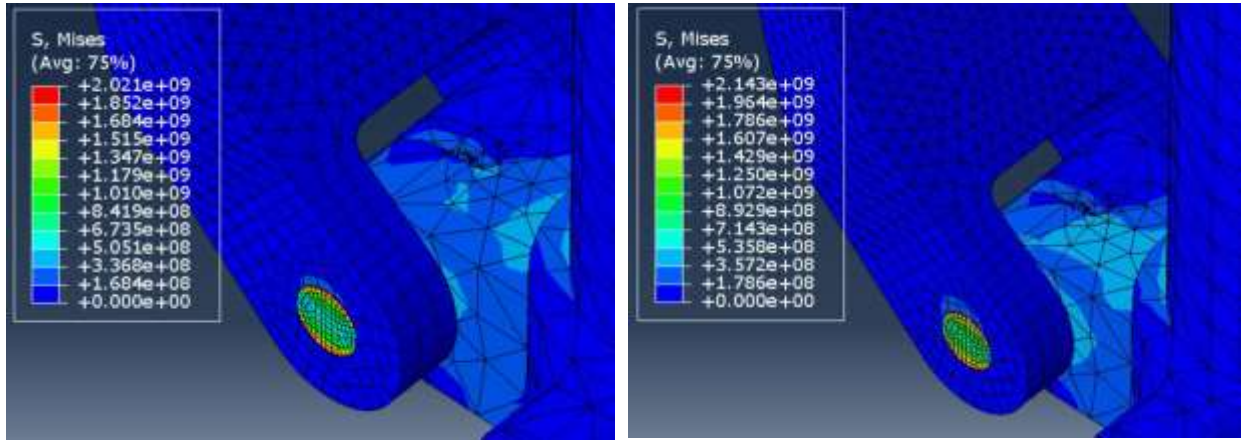 S, Mises
(Avg: 75%)
+2.021e+09
+1.852e+09
+1.684e+09
+1.515e+09
+1.347e+09
+1.179e+09
+1.010e+09
+8.419e+08
+6.735e+08
+5.051e+08
+3.368e+08
+1.684e+08
+0.000e+00
S, Mises
(Avg: 75%)
+2.143e+09
+1.964e+09
+1.786e+09
+1.607e+09
+1.429e+09
+1.250e+09
+1.072e+09
+8.929e+08
+7.143e+08
+5.358e+08
+3.572e+08
+1.786e+08
+0.000e+00